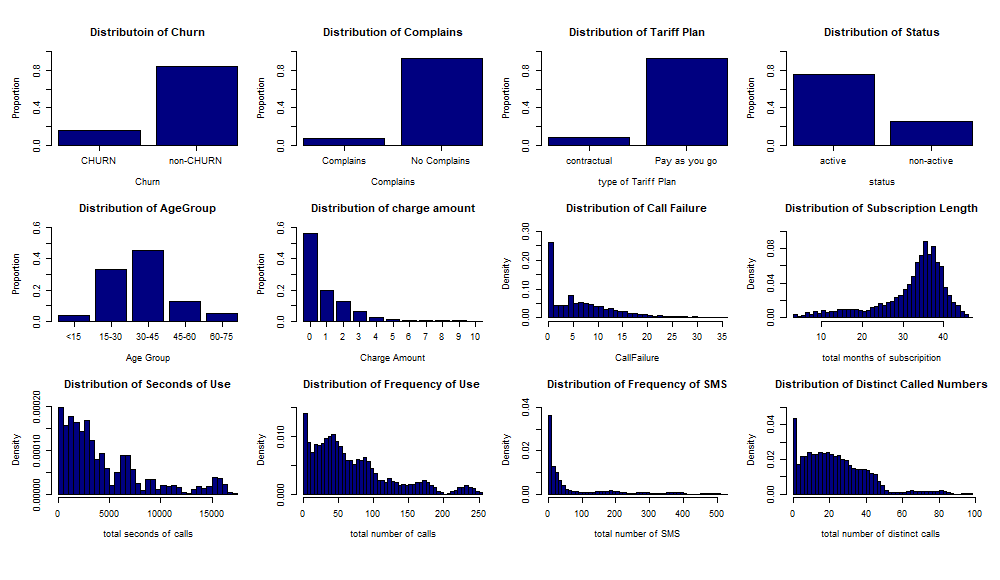 Distributoin of Churn
Proportion
0.0 0.4 0.8
CHURN non-CHURN
Churn
Distribution of Complains
Proportion
0.0 0.4 0.8
Complains No Complains
Complains
Distribution of Tariff Plan
Proportion
0.0 0.4 0.8
contractual Pay as you go
type of Tariff Plan
Distribution of Status
Proportion
0.0 0.4 0.8
active non-active
status
Distribution of AgeGroup
Proportion
0.0 0.2 0.4 0.6
<15 15-30 30-45 45-60 60-75
Age Group
Distribution of charge amount
Proportion
0.0 0.2 0.4 0.6
0 1 2 3 4 5 6 7 8 9 10
Charge Amount
Distribution of Call Failure
Density
0.00 0.10 0.20 0.30
0 5 10 15 20 25 30 35
CallFailure
Distribution of Subscription Length
Density
0.00 0.04 0.08
10 20 30 40
total months of subscribtion
Distribution of Seconds of Use
Density
0.00000 0.00010 0.00020
0 5000 10000 15000
total seconds of calls
Distribution of Frequency of Use
Density
0.000 0.010
0 50 100 150 200 250
total number of calls
Distribution of Frequency of SMS
Density
0.00 0.02 0.04
0 100 200 300 400 500
total number of SMS
Distribution of Distinct Called Numbers
Density
0.00 0.02 0.04
0 20 40 60 80 100
total number of distinct calls